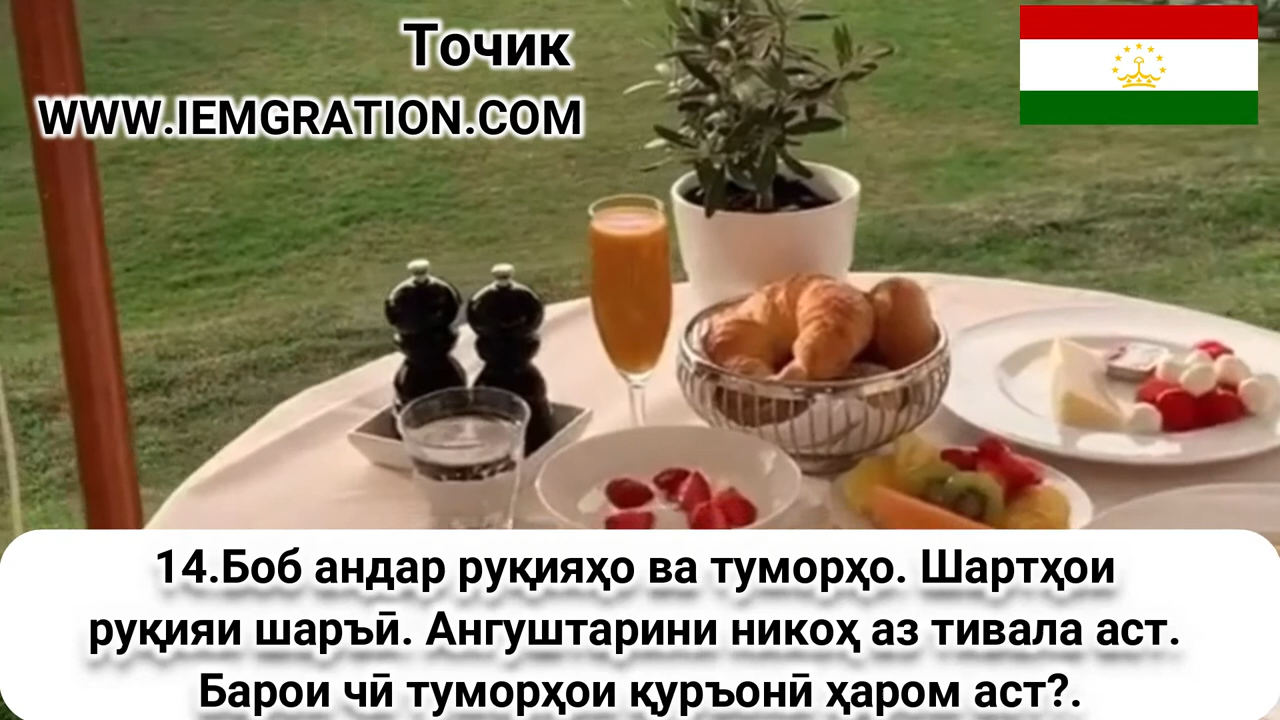 Точик
WWW.IEMGRATION.COM
14.Боб андар руқияҳо ва туморҳо. Шартҳои
руқияи шаръӣ. Ангуштарини никоҳ аз тивала аст.
Барои чӣ туморҳои қуръонӣ ҳаром аст?.